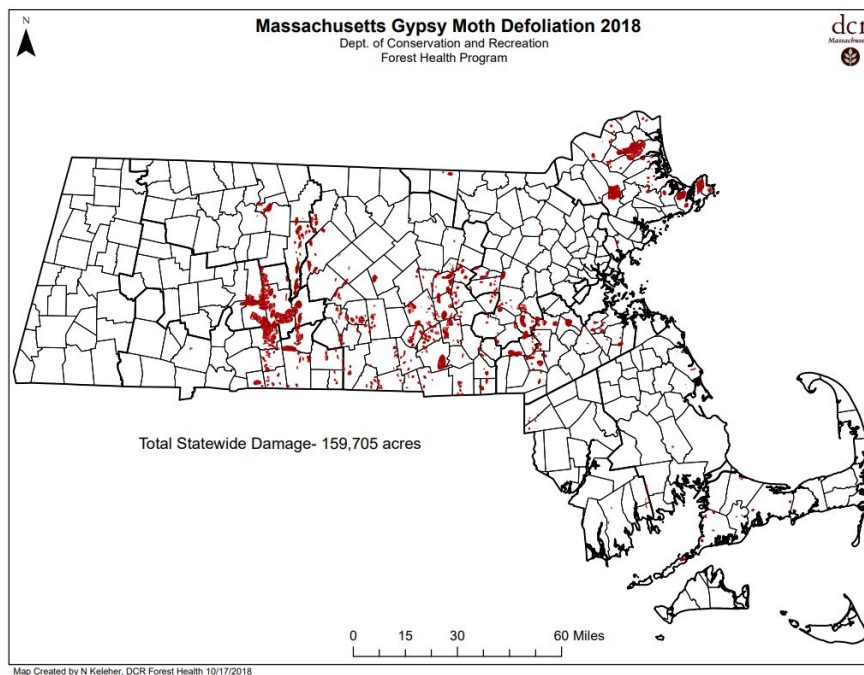 N
Massachusetts Gypsy Moth Defoliation 2018
Dept. of Conservation and Recreation
Forest Health Program
dcr
Massachusetts
Total Statewide Damage- 159,705 acres
0 15 30 60 Miles
Map Created by N Keleher, DCR Forest Health 10/17/2018